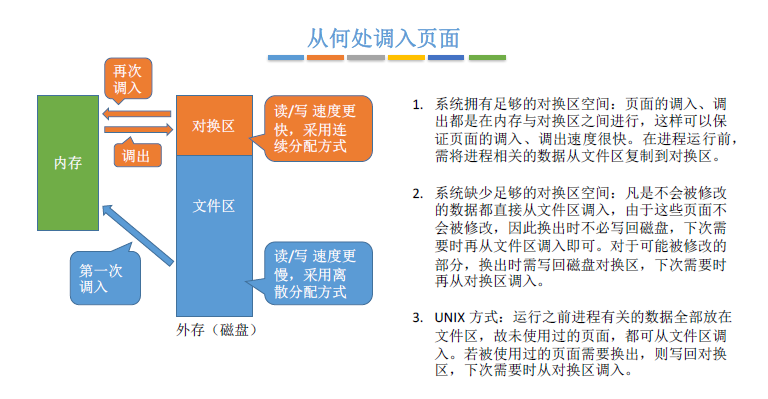 从何处调入页面
再次
调入
调出
内存
第一次
调入
对换区
文件区
外存（磁盘）
读/写 速度更
快，采用连
续分配方式
读/写 速度更
慢，采用离
散分配方式
1. 系统拥有足够的对换区空间：页面的调入、调
出都是在内存与对换区之间进行，这样可以保
证页面的调入、调出速度很快。在进程运行前，
需将进程相关的数据从文件区复制到对换区。
2. 系统缺少足够的对换区空间：凡是不会被修改
的数据都直接从文件区调入，由于这些页面不
会被修改，因此换出时不必写回磁盘，下次需
要时再从文件区调入即可。对于可能被修改的
部分，换出时需写回磁盘对换区，下次需要时
再从对换区调入。
3. UNIX 方式：运行之前进程有关的数据全部放在
文件区，故未使用过的页面，都可从文件区调
入。若被使用过的页面需要换出，则写回对换
区，下次需要时从对换区调入。